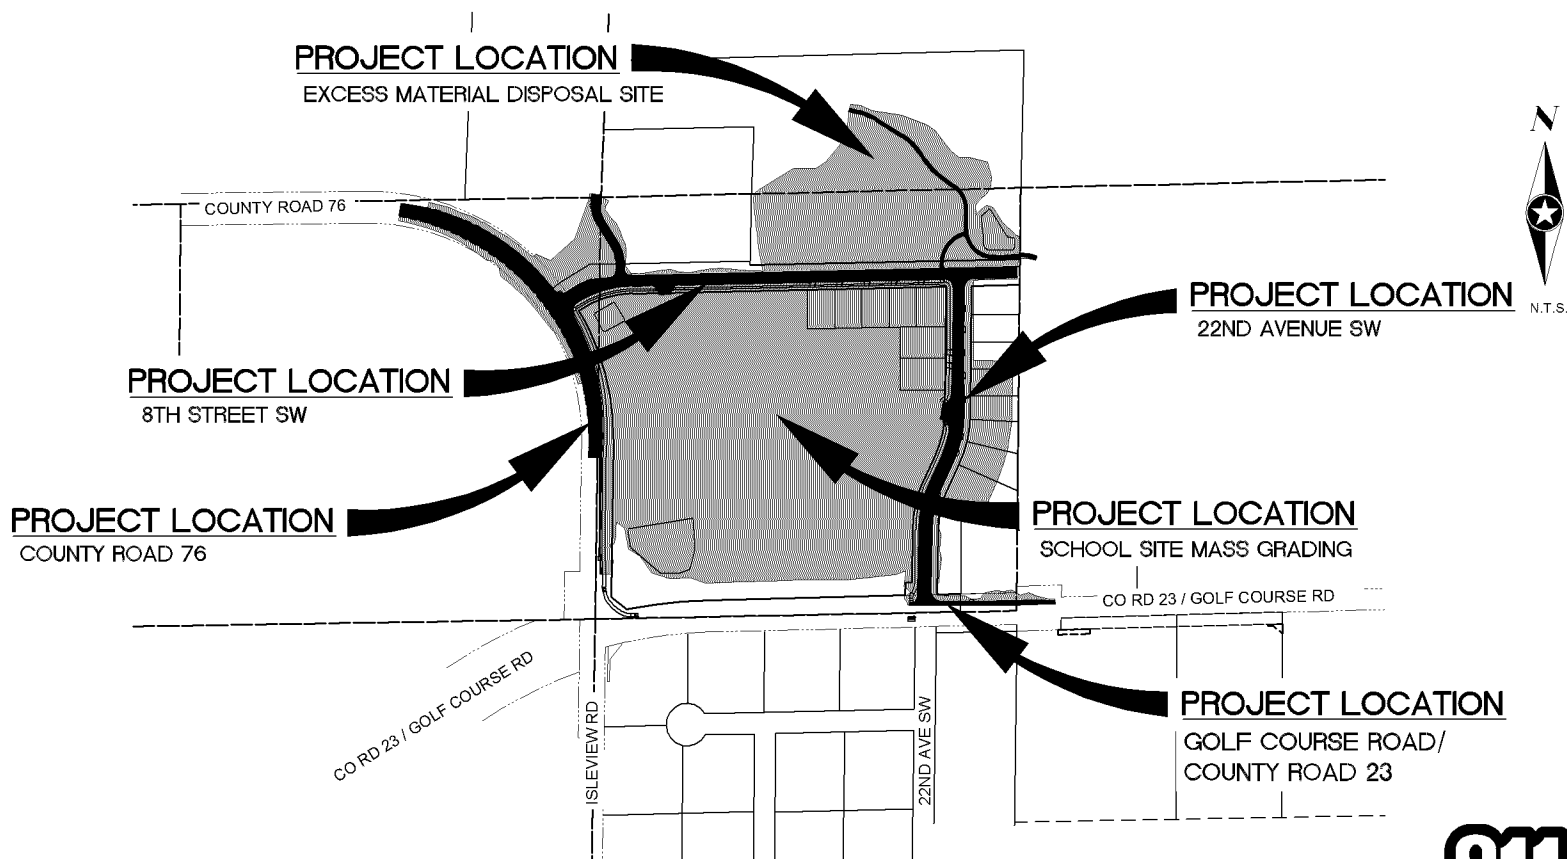 PROJECT LOCATION
EXCESS MATERIAL DISPOSAL SITE
N
COUNTY ROAD 76
PROJECT LOCATION
22ND AVENUE SW
N.T.S.
PROJECT LOCATION
8TH STREET SW
PROJECT LOCATION
COUNTY ROAD 76
PROJECT LOCATION
SCHOOL SITE MASS GRADING
CO RD 23 / GOLF COURSE RD
CO RD 23 / GOLF COURSE RD
ISLEVIEW RD
22ND AVE SW
PROJECT LOCATION
GOLF COURSE ROAD/
COUNTY ROAD 23